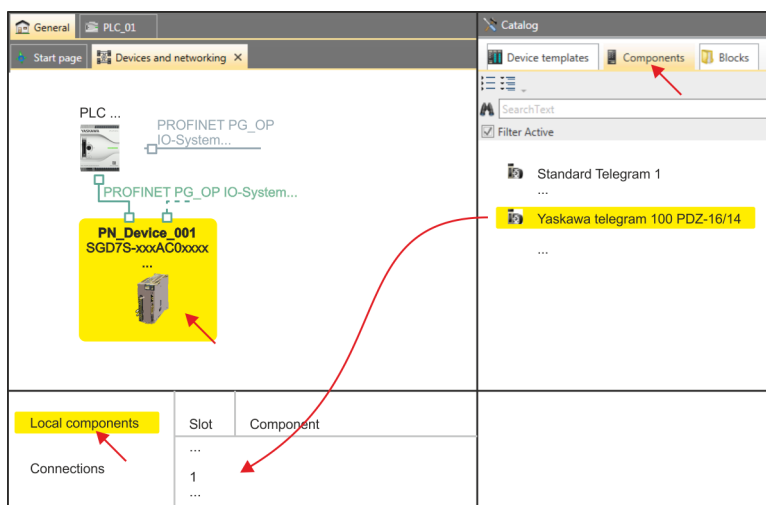 General
PLC_01
Start page
Devices and networking ×
PLC ...
YASKAWA
PROFINET PG_OP
IO-System...
PROFINET PG_OP IO-System...
PN_Device_001
SGD7S-xxxAC0xxxx
...
Local components
Connections
Slot
Component
...
1
...
Catalog
Device templates
Components
Blocks
SearchText
Filter Active
Standard Telegram 1
...
Yaskawa telegram 100 PDZ-16/14
...